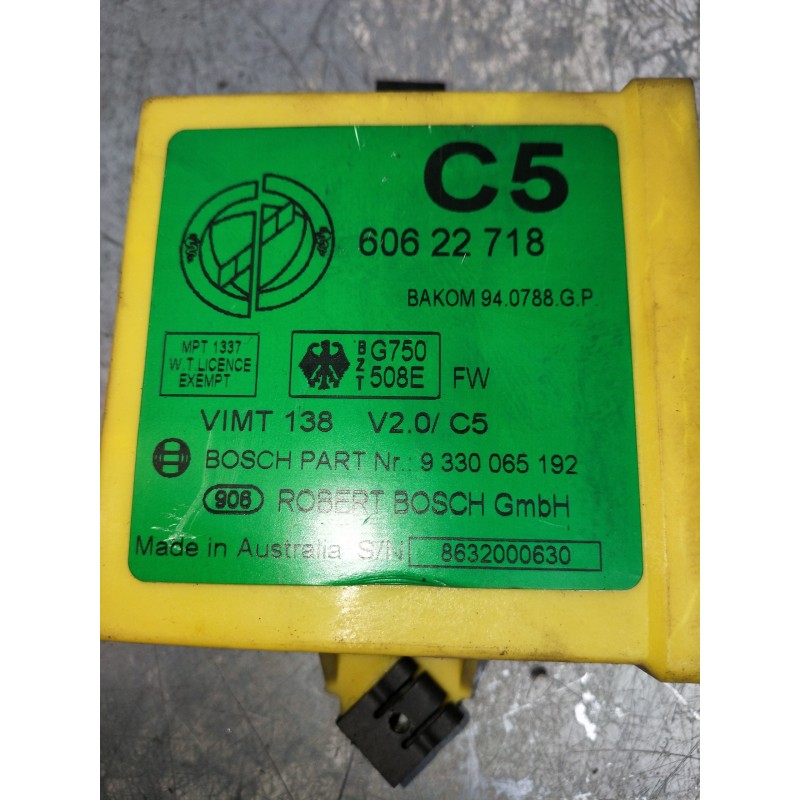 C5
606 22 718
BAKOM 94.0788.G.P.
MPT 1337
W.T LICENCE
EXEMPT
BZT
G750
508E
FW
VIMT 138 V2.0/ C5
BOSCH PART Nr.: 9 330 065 192
906 ROBERT BOSCH GmbH
Made in Australia S/N 8632000630